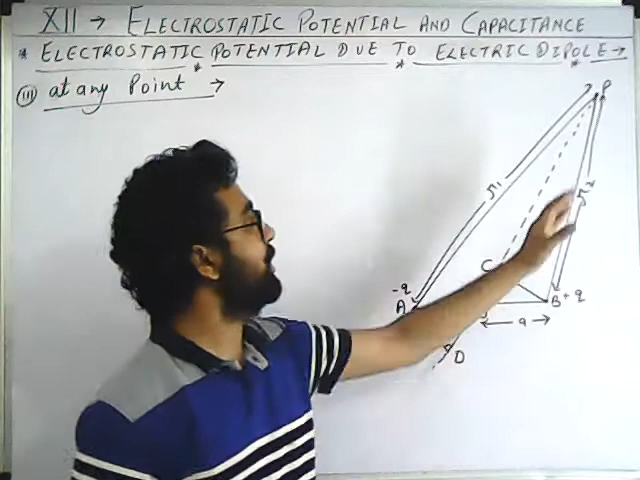 XII → ELECTROSTATIC POTENTIAL AND CAPACITANCE
* ELECTROSTATIC POTENTIAL DUE TO ELECTRIC DIPOLE →
(III) at any Point →
P
r1
r2
C
-q
A
B +q
a
D